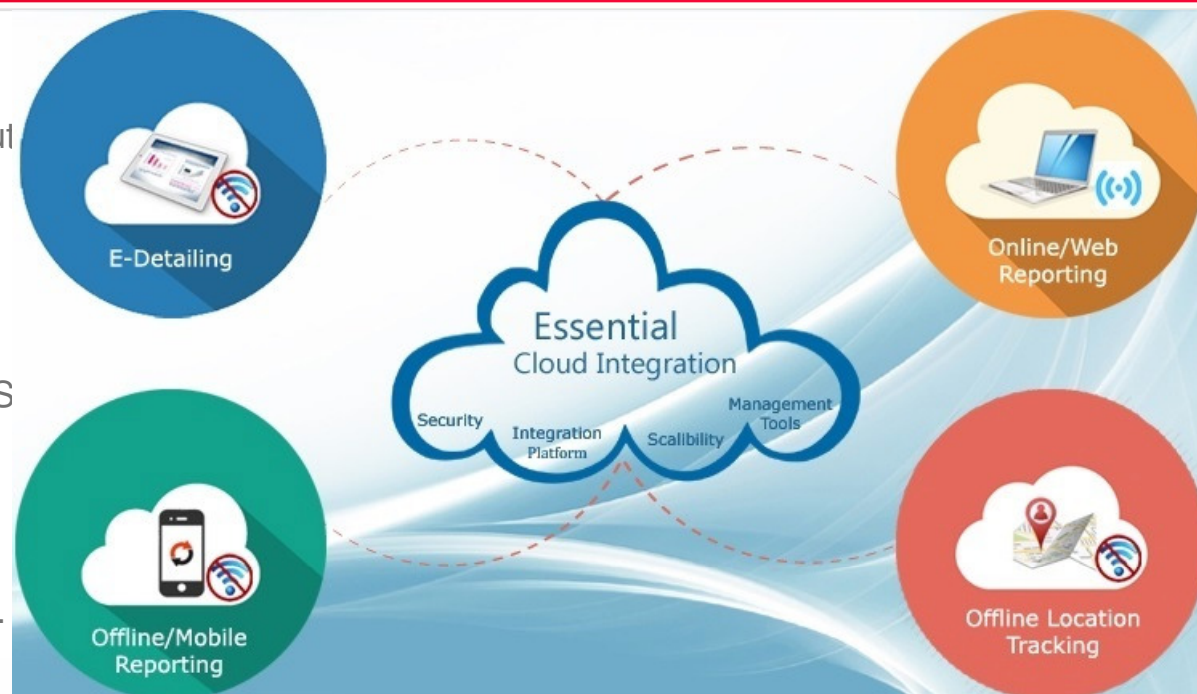 E-Detailing
Online/Web
Reporting
Essential
Cloud Integration
Security
Integration
Platform
Scalibility
Management
Tools
Offline/Mobile
Reporting
Offline Location
Tracking